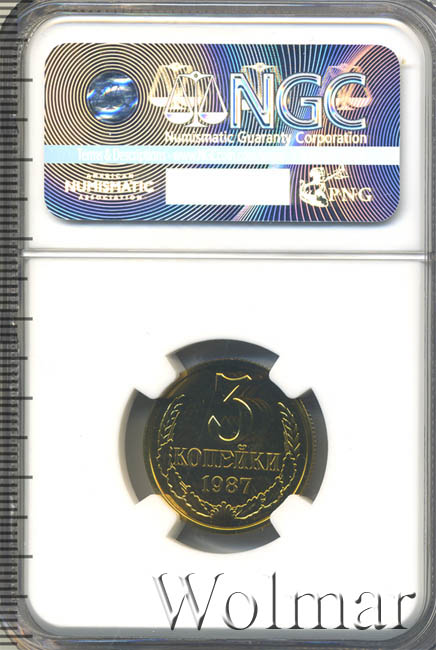 NGC
Numismatic Guaranty Corporation
AMERICAN
NUMISMATIC
ASSOCIATION
PNG
3
КОПЕЙКИ
1987
Wolmar